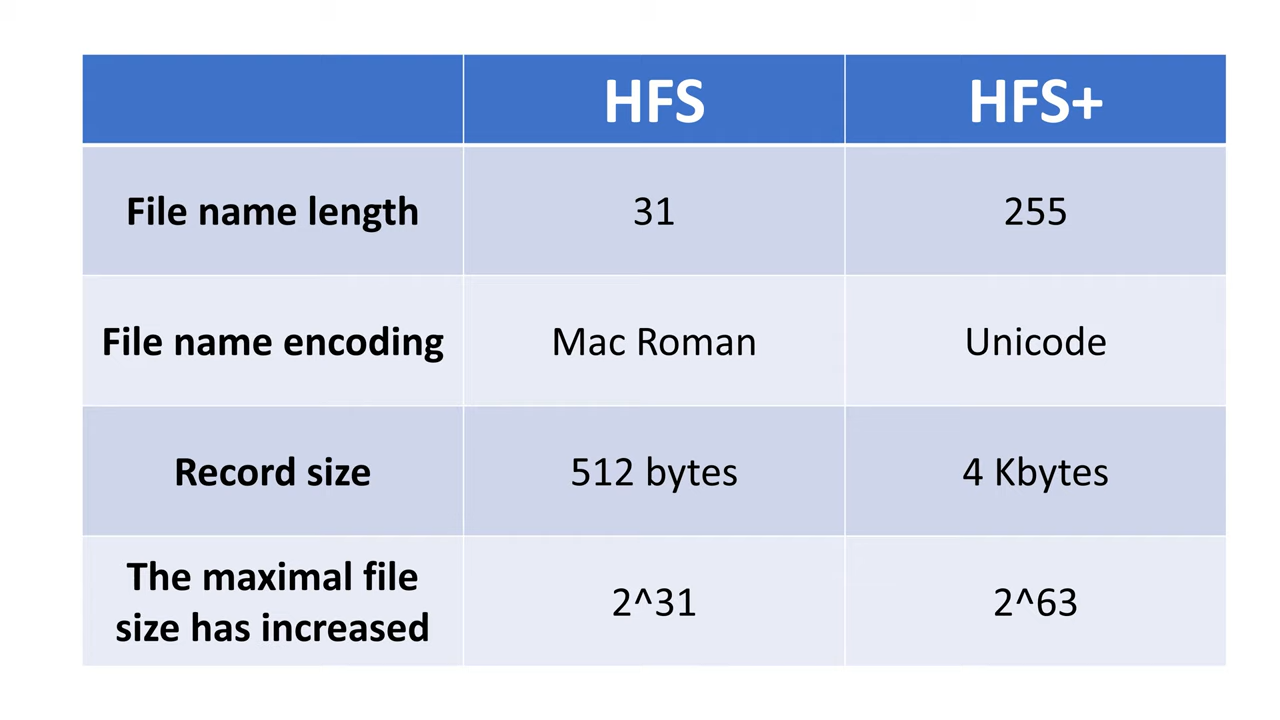 HFS HFS+
File name length 31 255
File name encoding Mac Roman Unicode
Record size 512 bytes 4 Kbytes
The maximal file
size has increased 2^31 2^63